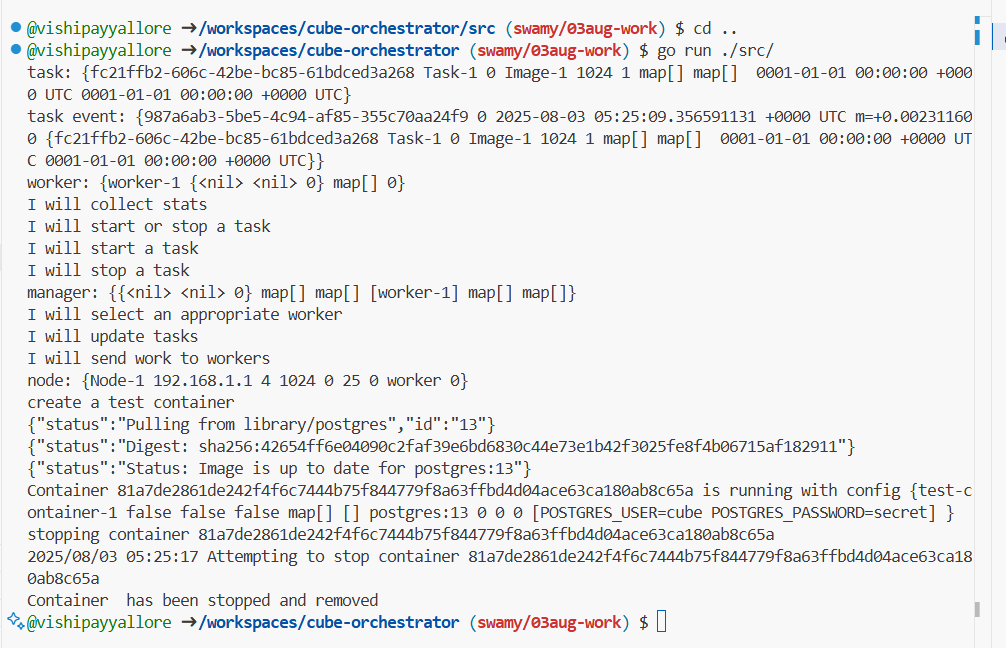 @vishipayyallore →/workspaces/cube-orchestrator/src (swamy/03aug-work) $ cd ..
@vishipayyallore →/workspaces/cube-orchestrator (swamy/03aug-work) $ go run ./src/
task: {fc21ffb2-606c-42be-bc85-61bdced3a268 Task-1 0 Image-1 1024 1 map[] map[]  0001-01-01 00:00:00 +000
0 UTC 0001-01-01 00:00:00 +0000 UTC}
task event: {987a6ab3-5be5-4c94-af85-355c70aa24f9 0 2025-08-03 05:25:09.356591131 +0000 UTC m=+0.00231160
0 {fc21ffb2-606c-42be-bc85-61bdced3a268 Task-1 0 Image-1 1024 1 map[] map[]  0001-01-01 00:00:00 +0000 UT
C 0001-01-01 00:00:00 +0000 UTC}}
worker: {worker-1 {<nil> <nil> 0} map[] 0}
I will collect stats
I will start or stop a task
I will start a task
I will stop a task
manager: {{<nil> <nil> 0} map[] map[] [worker-1] map[] map[]}
I will select an appropriate worker
I will update tasks
I will send work to workers
node: {Node-1 192.168.1.1 4 1024 0 25 0 worker 0}
create a test container
{"status":"Pulling from library/postgres","id":"13"}
{"status":"Digest: sha256:42654ff6e04090c2faf39e6bd6830c44e73e1b42f3025fe8f4b06715af182911"}
{"status":"Status: Image is up to date for postgres:13"}
Container 81a7de2861de242f4f6c7444b75f844779f8a63ffbd4d04ace63ca180ab8c65a is running with config {test-c
ontainer-1 false false false map[] [] postgres:13 0 0 0 [POSTGRES_USER=cube POSTGRES_PASSWORD=secret] }
stopping container 81a7de2861de242f4f6c7444b75f844779f8a63ffbd4d04ace63ca180ab8c65a
2025/08/03 05:25:17 Attempting to stop container 81a7de2861de242f4f6c7444b75f844779f8a63ffbd4d04ace63ca18
0ab8c65a
Container  has been stopped and removed
@vishipayyallore →/workspaces/cube-orchestrator (swamy/03aug-work) $